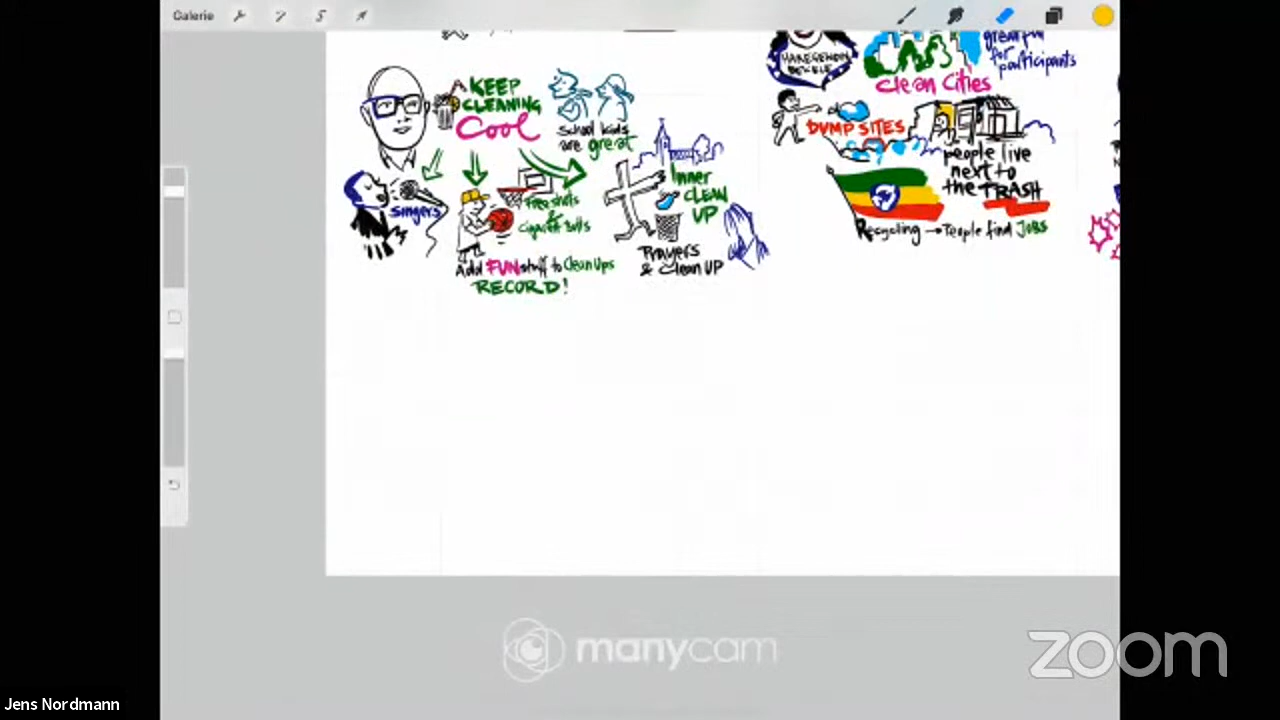 Galerie
KEEP
CLEANING
Cool
School kids
are great
Singers
Free shots
&
Cigarett Butts
Add FUN stuff to Clean Ups
RECORD!
Inner
CLEAN
UP
Prayers
& Clean UP
for
participants
Clean Cities
DUMP SITES
people live
next to
the TRASH
Recycling → People find JOBS
manycam
zoom
Jens Nordmann